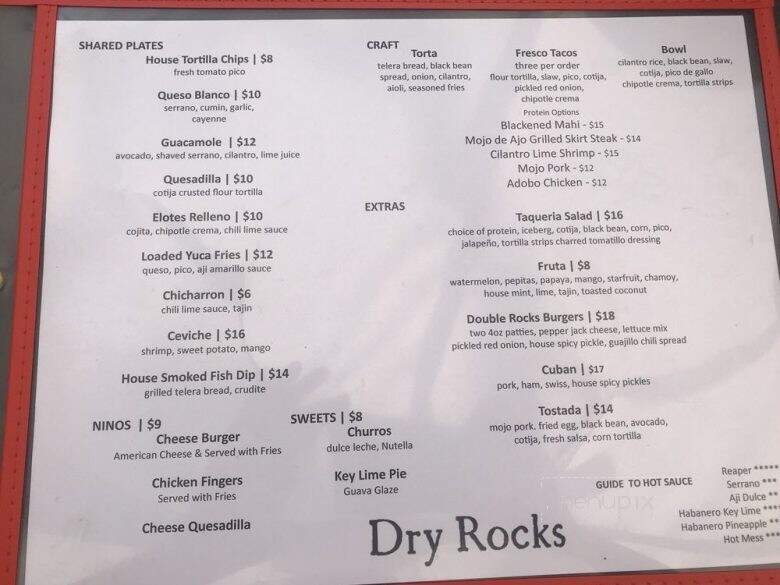 SHARED PLATES
House Tortilla Chips | $8
fresh tomato pico
Queso Blanco | $10
serrano, cumin, garlic,
cayenne
Guacamole | $12
avocado, shaved serrano, cilantro, lime juice
Quesadilla | $10
cotija crusted flour tortilla
Elotes Relleno | $10
cojita, chipotle crema, chili lime sauce
Loaded Yuca Fries | $12
queso, pico, aji amarillo sauce
Chicharron | $6
chili lime sauce, tajin
Ceviche | $16
shrimp, sweet potato, mango
House Smoked Fish Dip | $14
grilled telera bread, crudite
NINOS | $9
Cheese Burger
American Cheese & Served with Fries
Chicken Fingers
Served with Fries
Cheese Quesadilla
SWEETS | $8
Churros
dulce leche, Nutella
Key Lime Pie
Guava Glaze
CRAFT
Torta
telera bread, black bean
spread, onion, cilantro,
aioli, seasoned fries
Fresco Tacos
three per order
flour tortilla, slaw, pico, cotija,
pickled red onion,
chipotle crema
Bowl
cilantro rice, black bean, slaw,
cotija, pico de gallo
chipotle crema, tortilla strips
Protein Options
Blackened Mahi - $15
Mojo de Ajo Grilled Skirt Steak - $14
Cilantro Lime Shrimp - $15
Mojo Pork - $12
Adobo Chicken - $12
EXTRAS
Taqueria Salad | $16
choice of protein, iceberg, cotija, black bean, corn, pico,
jalapeño, tortilla strips charred tomatillo dressing
Fruta | $8
watermelon, pepitas, papaya, mango, starfruit, chamoy,
house mint, lime, tajin, toasted coconut
Double Rocks Burgers | $18
two 4oz patties, pepper jack cheese, lettuce mix
pickled red onion, house spicy pickle, guajillo chili spread
Cuban | $17
pork, ham, swiss, house spicy pickles
Tostada | $14
mojo pork, fried egg, black bean, avocado,
cotija, fresh salsa, corn tortilla
GUIDE TO HOT SAUCE
Reaper *****
Serrano ***
Aji Dulce **
Habanero Key Lime ****
Habanero Pineapple **
Hot Mess ***
menupix
Dry Rocks